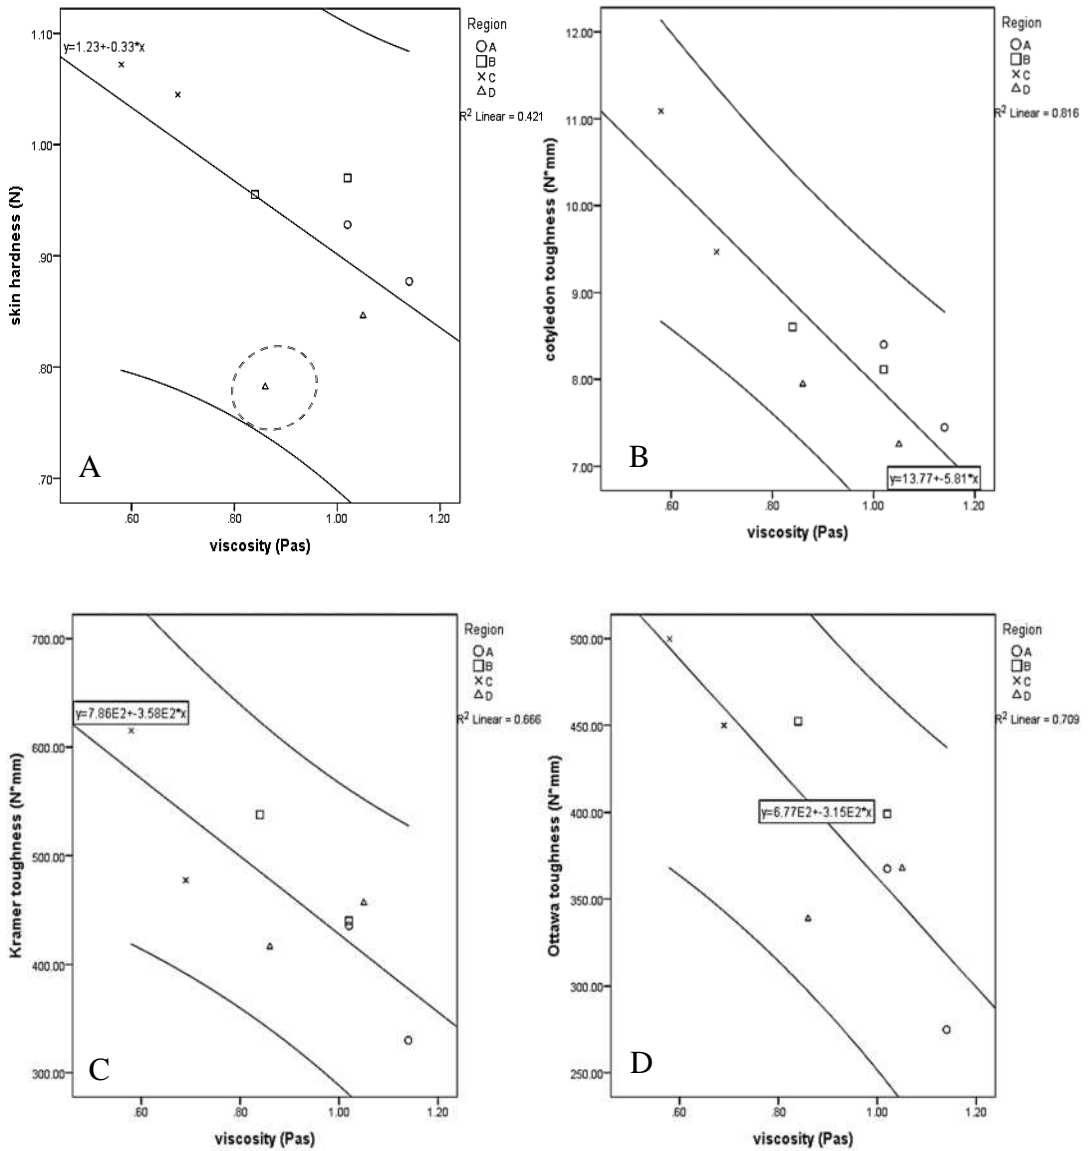 Region
A
B
C
D
R² Linear = 0.421
y=1.23+-0.33*x
1.10
1.00
.90
.80
.70
skin hardness (N)
A
.60 .80 1.00 1.20
viscosity (Pas)
Region
A
B
C
D
R² Linear = 0.816
12.00
11.00
10.00
9.00
8.00
7.00
cotyledon toughness (N*mm)
B
y=13.77+-5.81*x
.60 .80 1.00 1.20
viscosity (Pas)
Region
A
B
C
D
R² Linear = 0.666
700.00
600.00
500.00
400.00
300.00
y=7.86E2+-3.58E2*x
Kramer toughness (N*mm)
C
.60 .80 1.00 1.20
viscosity (Pas)
Region
A
B
C
D
R² Linear = 0.709
500.00
450.00
400.00
350.00
300.00
250.00
y=6.77E2+-3.15E2*x
Ottawa toughness (N*mm)
D
.60 .80 1.00 1.20
viscosity (Pas)